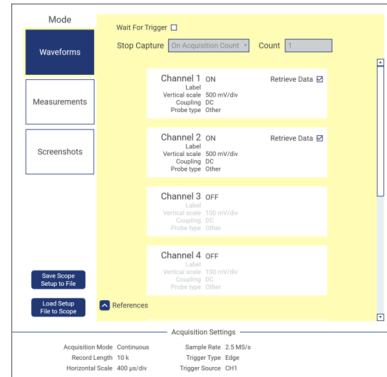 Mode
Waveforms
Measurements
Screenshots
Save Scope
Setup to File
Load Setup
File to Scope
Wait For Trigger
Stop Capture On Acquisition Count Count 1
Channel 1 ON Retrieve Data
Label
Vertical scale 500 mV/div
Coupling DC
Probe type Other
Channel 2 ON Retrieve Data
Label
Vertical scale 500 mV/div
Coupling DC
Probe type Other
Channel 3 OFF
Label
Vertical scale 100 mV/div
Coupling DC
Probe type Other
Channel 4 OFF
Label
Vertical scale 100 mV/div
Coupling DC
Probe type Other
References
Acquisition Settings
Acquisition Mode Continuous Sample Rate 2.5 MS/s
Record Length 10 k Trigger Type Edge
Horizontal Scale 400 µs/div Trigger Source CH1